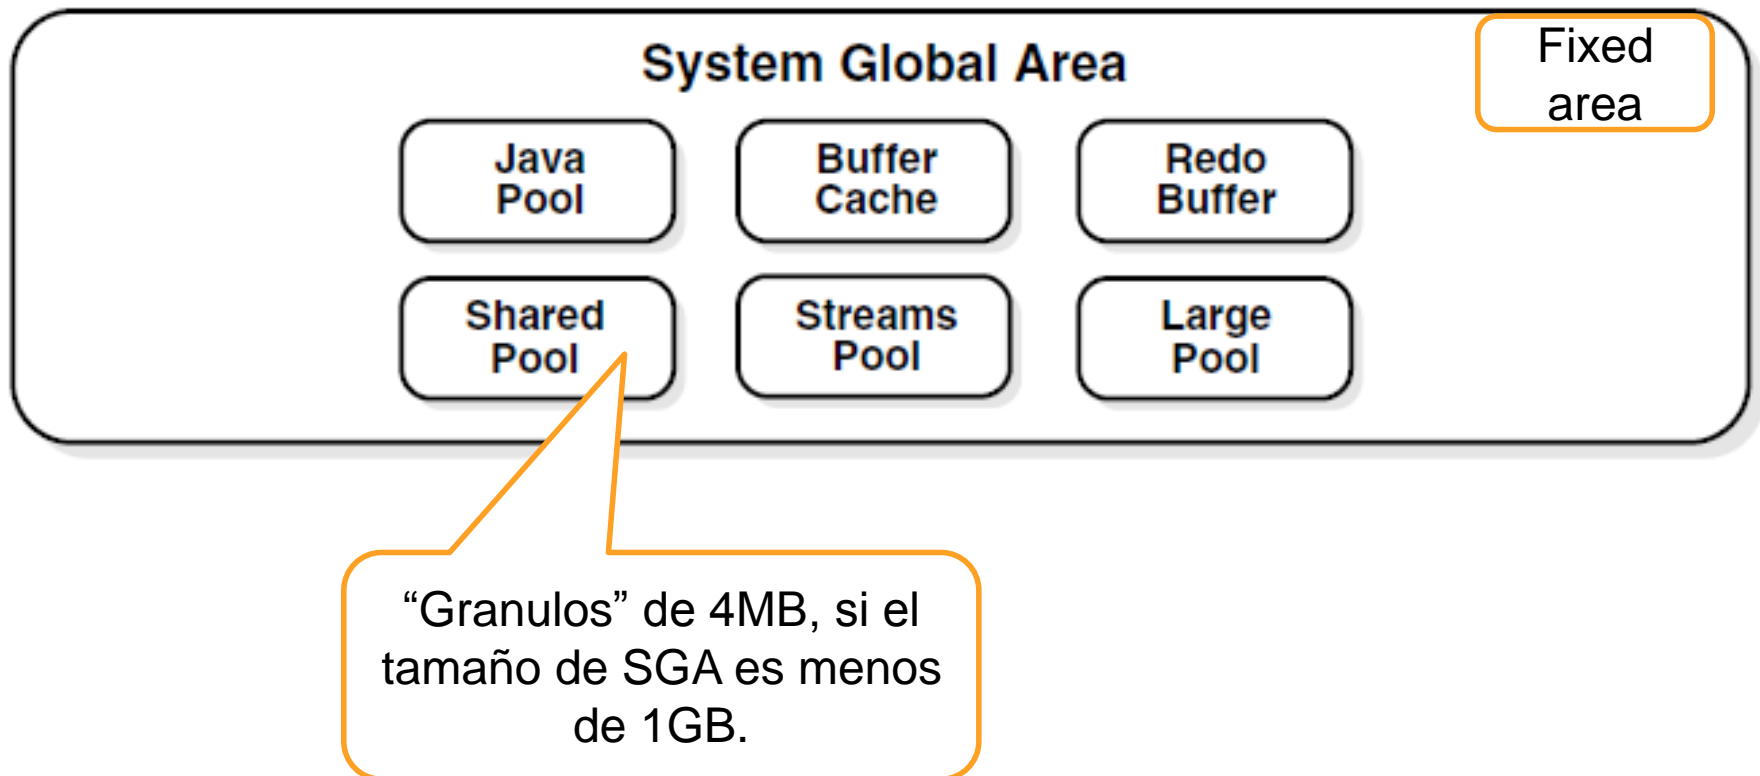 System Global Area
Fixed
area
Java
Pool
Buffer
Cache
Redo
Buffer
Shared
Pool
Streams
Pool
Large
Pool
“Granulos” de 4MB, si el
tamaño de SGA es menos
de 1GB.